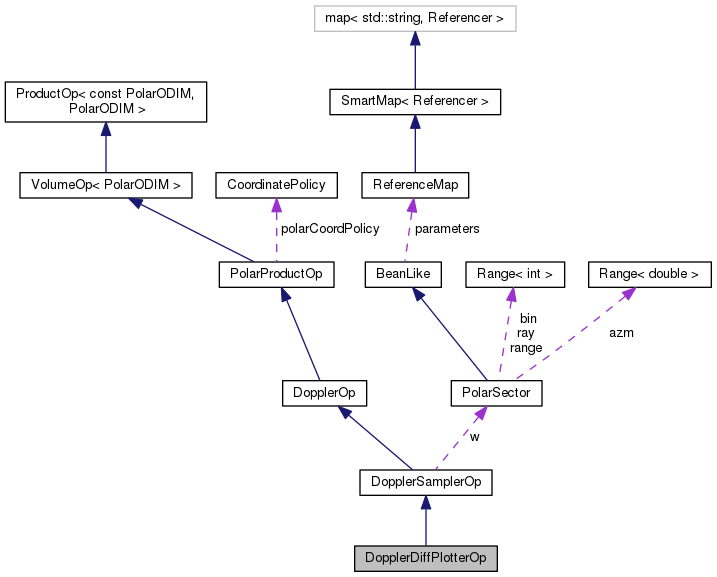 map< std::string, Referencer >
ProductOp< const PolarODIM,
PolarODIM >
SmartMap< Referencer >
VolumeOp< PolarODIM >
CoordinatePolicy
ReferenceMap
polarCoordPolicy
parameters
PolarProductOp
BeanLike
Range< int >
Range< double >
bin
ray
range
azm
DopplerOp
PolarSector
w
DopplerSamplerOp
DopplerDiffPlotterOp